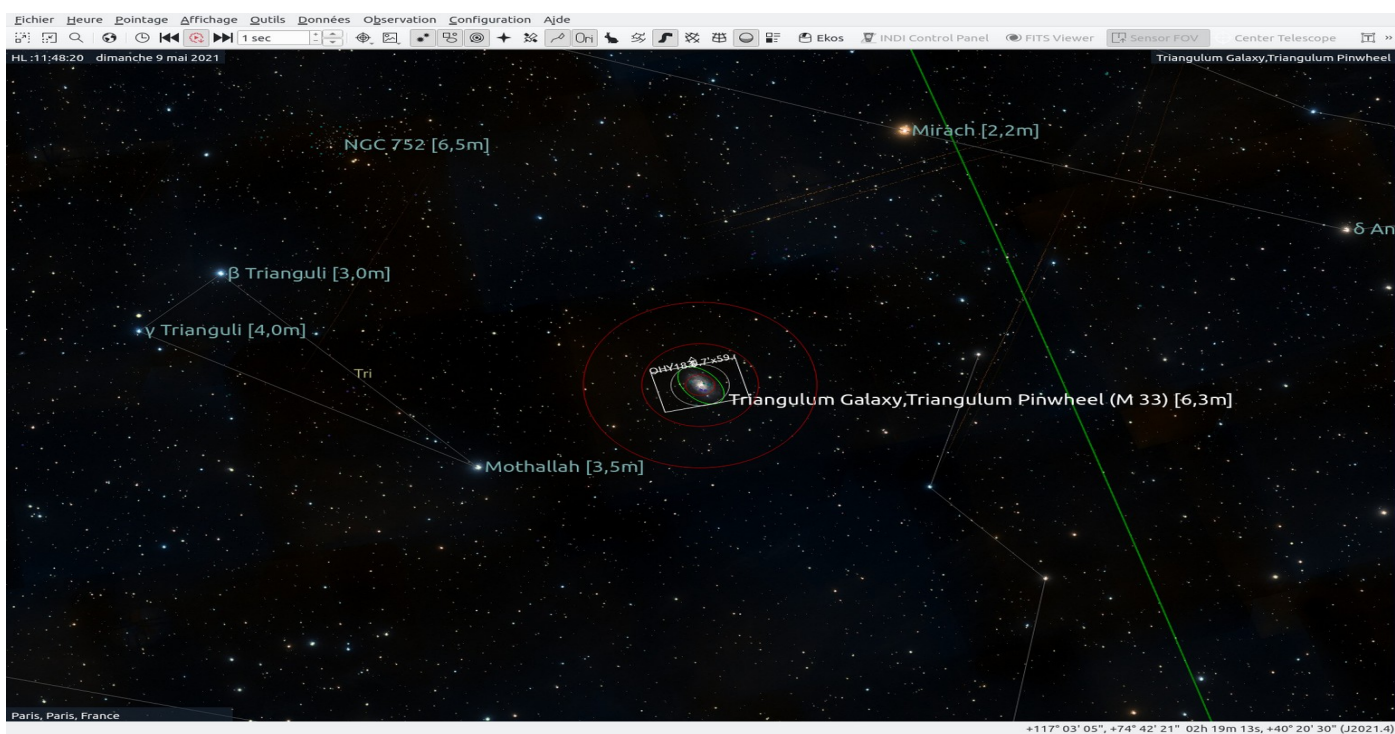 Fichier Heure Pointage Affichage Outils Données Observation Configuration Aide
1 sec Ori Ekos INDI Control Panel FITS Viewer Sensor FOV Center Telescope »
HL :11:48:20 dimanche 9 mai 2021
Triangulum Galaxy,Triangulum Pinwheel
Mirach [2,2m]
NGC 752 [6,5m]
δ An
β Trianguli [3,0m]
γ Trianguli [4,0m]
Tri
Triangulum Galaxy,Triangulum Pinwheel (M 33) [6,3m]
Mothallah [3,5m]
Paris, Paris, France
+117° 03' 05", +74° 42' 21" 02h 19m 13s, +40° 20' 30" (J2021.4)